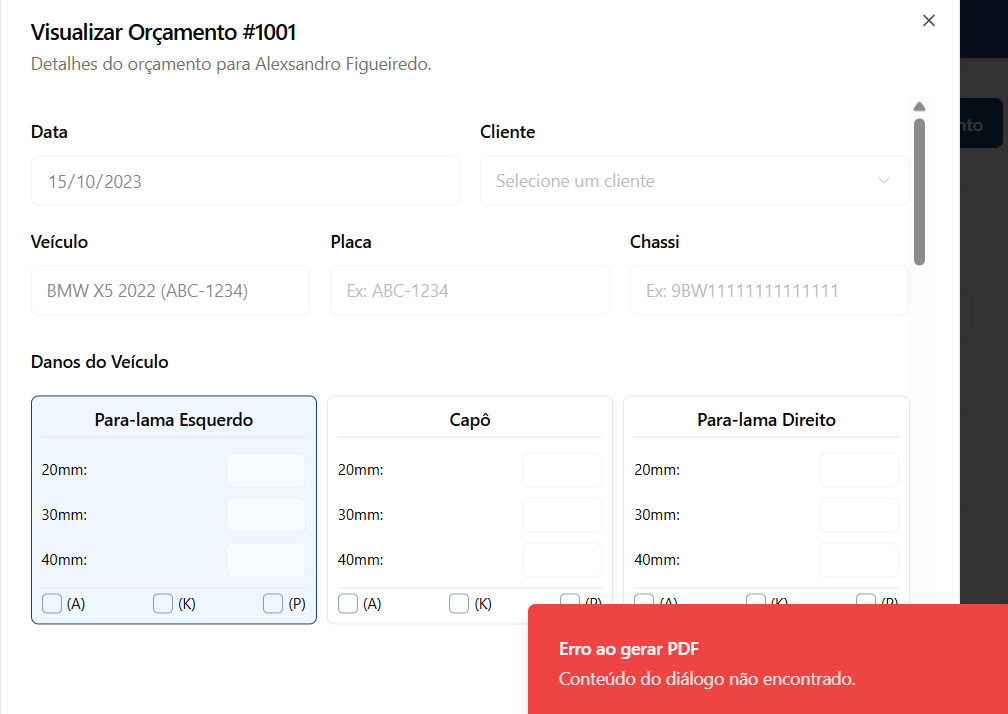 Visualizar Orçamento #1001
Detalhes do orçamento para Alexsandro Figueiredo.
nto
Data
Cliente
15/10/2023
Selecione um cliente
Veículo
Placa
Chassi
BMW X5 2022 (ABC-1234)
Ex: ABC-1234
Ex: 9BW11111111111111
Danos do Veículo
Para-lama Esquerdo
20mm:
30mm:
40mm:
(A) (K) (P)
Capô
20mm:
30mm:
40mm:
(A) (K) (P)
Para-lama Direito
20mm:
30mm:
40mm:
(A) (K) (P)
Erro ao gerar PDF
Conteúdo do diálogo não encontrado.